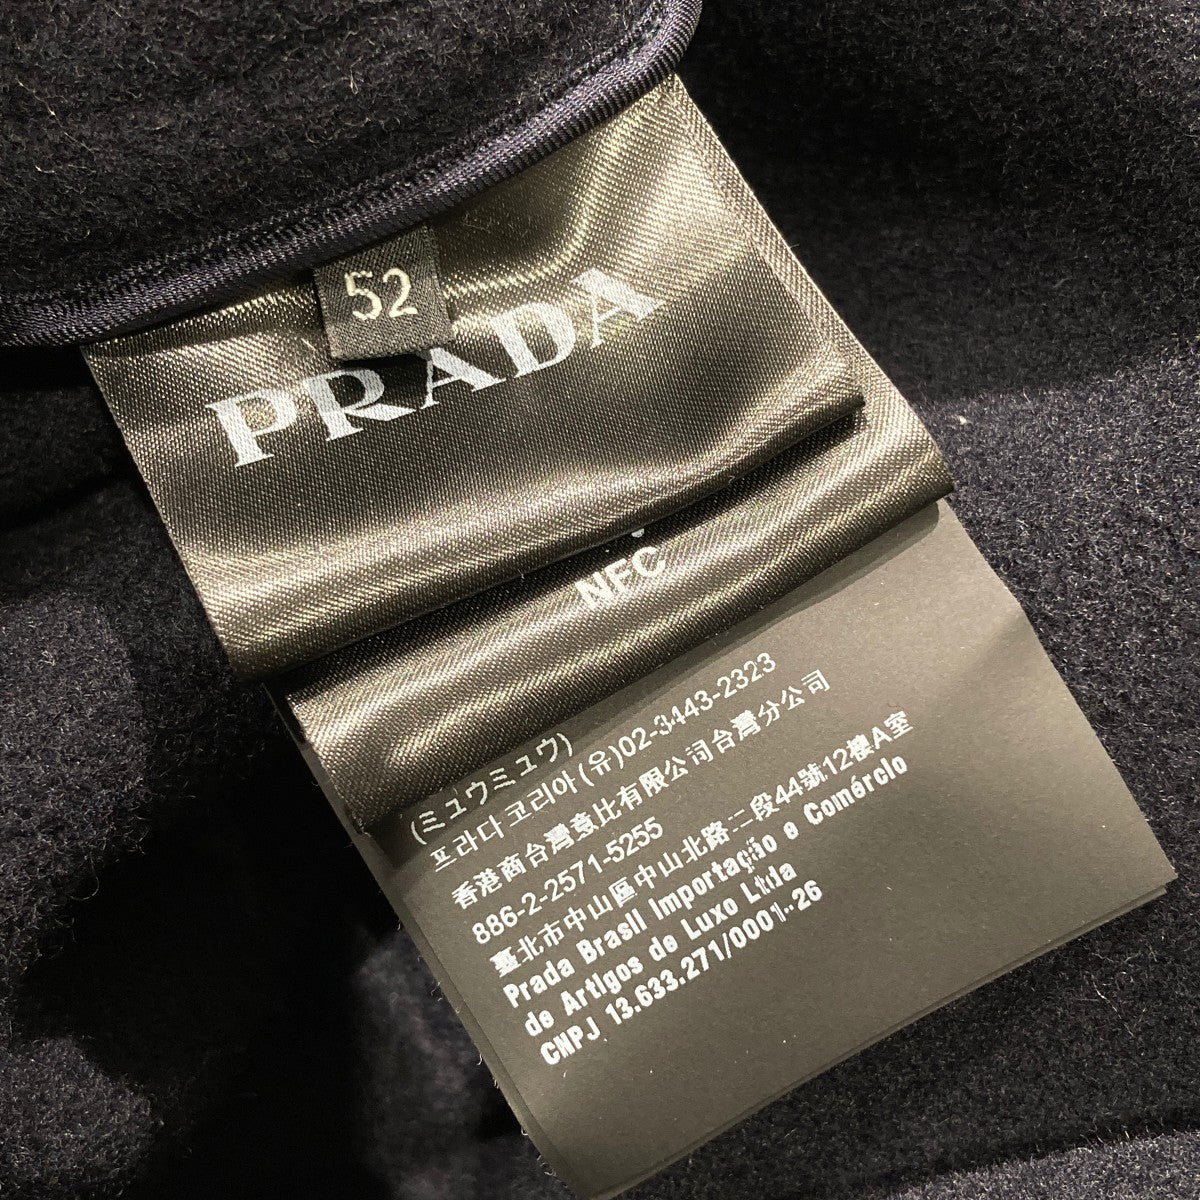 52
PRADA
NFC
(ミュウミュウ)
프라다 코리아 (유)02-3443-2323
香港商台灣意比有限公司台灣分公司
886-2-2571-5255
臺北市中山區中山北路二段44號12樓A室
Prada Brasil Importação e Comércio
de Artigos de Luxo Ltda
CNPJ 13.633.271/0001-26